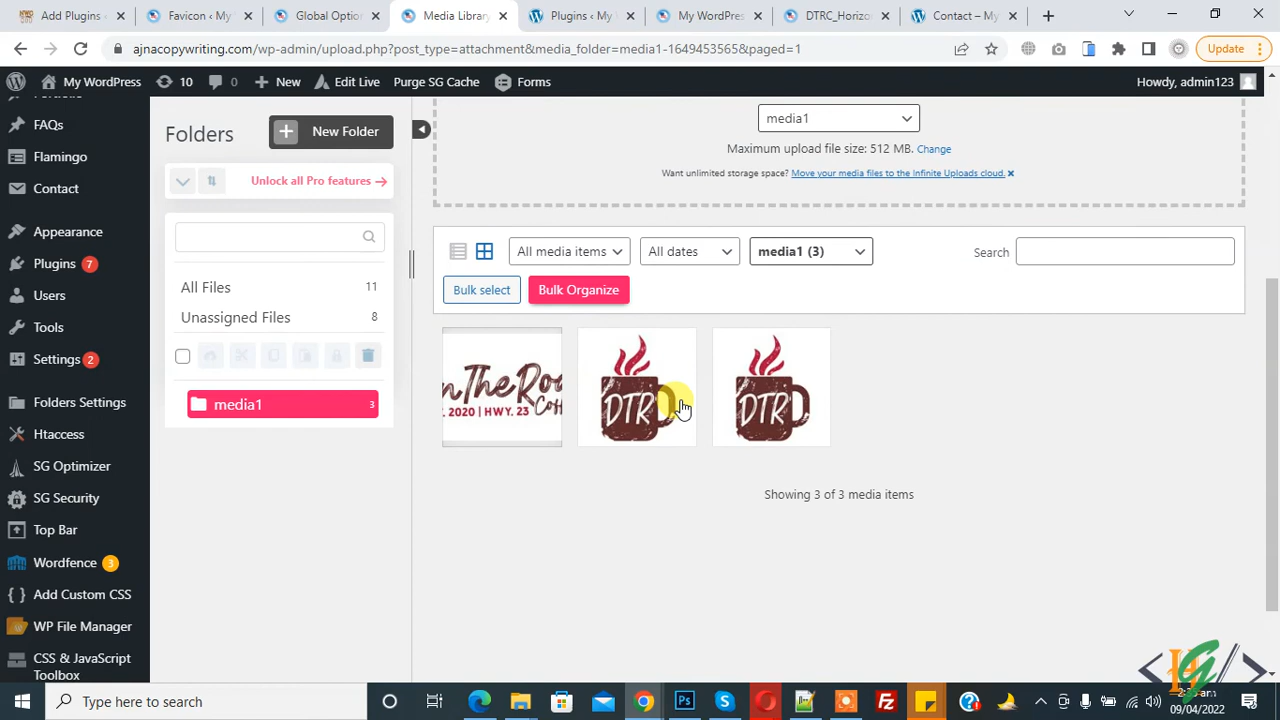 Add Plugins <
Favicon < My
Global Optio
Media Library
Plugins < My W
My WordPress
DTRC_Horizo
Contact – My
ajnacopywriting.com/wp-admin/upload.php?post_type=attachment&media_folder=media1-1649453565&paged=1
Update
My WordPress
10
New
Edit Live
Purge SG Cache
Forms
Howdy, admin123
FAQs
Flamingo
Contact
Appearance
Plugins 7
Users
Tools
Settings 2
Folders Settings
Htaccess
SG Optimizer
SG Security
Top Bar
Wordfence 3
Add Custom CSS
WP File Manager
CSS & JavaScript
Toolbox
Folders
New Folder
Unlock all Pro features
All Files 11
Unassigned Files 8
media1 3
media1
Maximum upload file size: 512 MB. Change
Want unlimited storage space? Move your media files to the Infinite Uploads cloud.
All media items
All dates
media1 (3)
Search
Bulk select
Bulk Organize
nTheRoa
2020 | HWY. 23
DTR
DTR
Showing 3 of 3 media items
Type here to search
09/04/2022